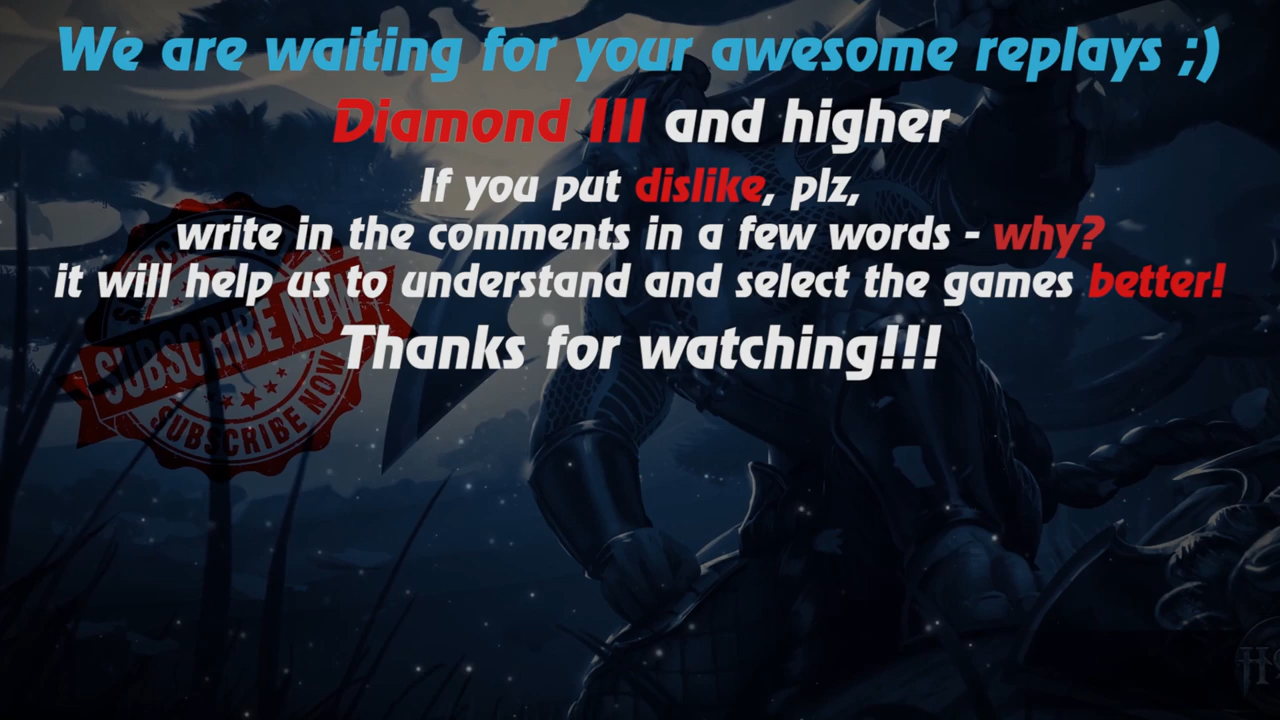 We are waiting for your awesome replays ;)
Diamond III and higher
If you put dislike, plz,
write in the comments in a few words - why?
it will help us to understand and select the games better!
Thanks for watching!!!
SUBSCRIBE NOW
SUBSCRIBE NOW